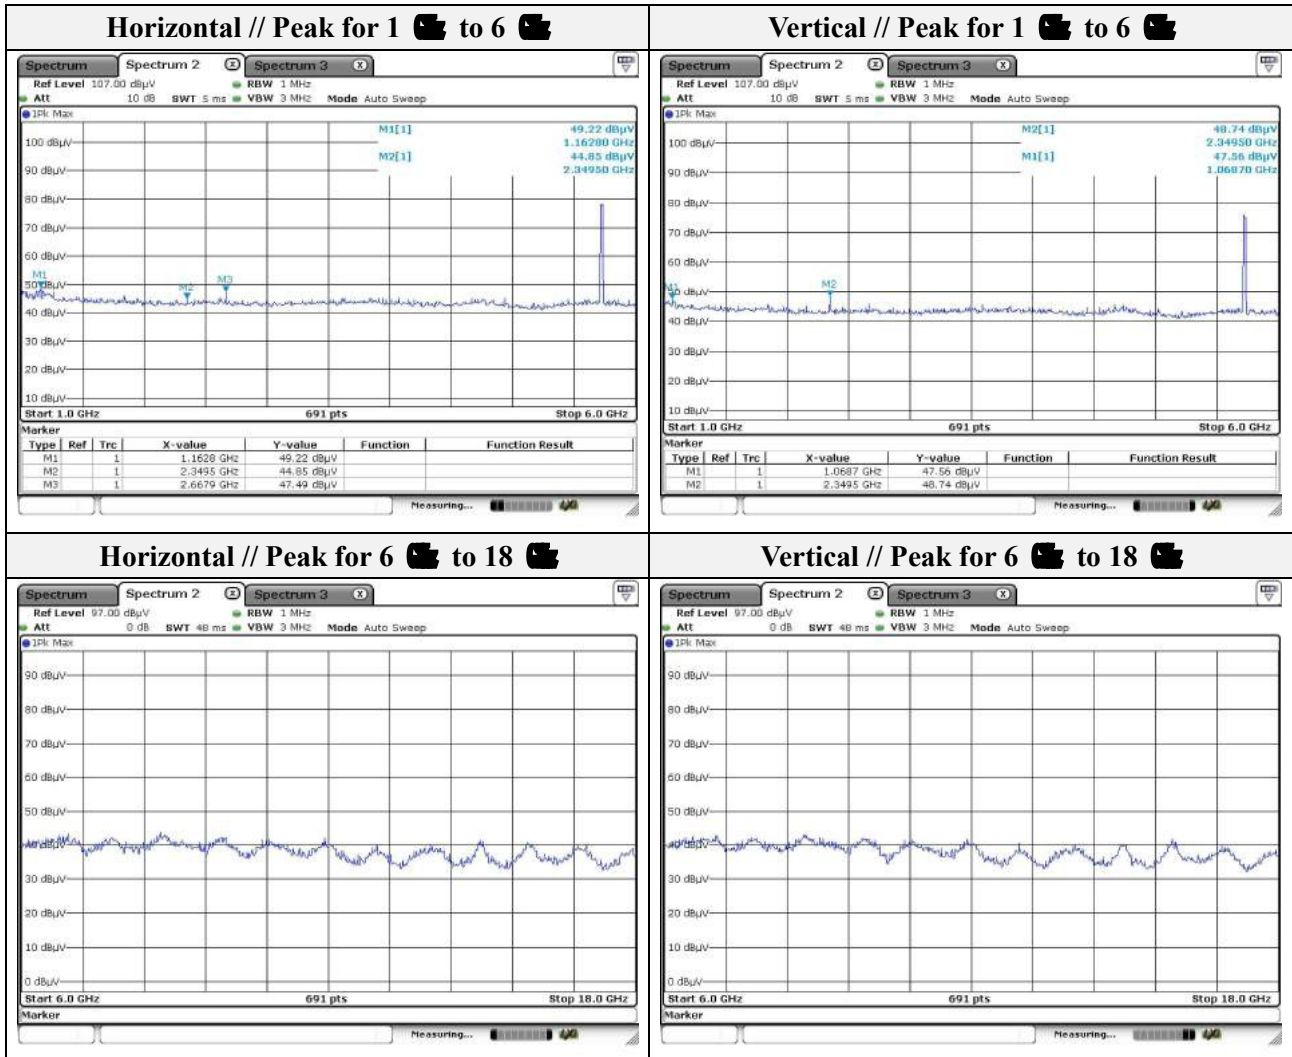 Horizontal // Peak for 1 to 6
Spectrum Spectrum 2 Spectrum 3
Ref Level 107.00 dBµV RBW 1 MHz
Att 10 dB SWT 5 ms VBW 3 MHz Mode Auto Sweep
1Pk Max
M1[1] 49.22 dBµV
1.16280 GHz
M2[1] 44.85 dBµV
2.34950 GHz
100 dBµV
90 dBµV
80 dBµV
70 dBµV
60 dBµV
M1
M2
M3
50 dBµV
40 dBµV
30 dBµV
20 dBµV
10 dBµV
Start 1.0 GHz 691 pts Stop 6.0 GHz
Marker
Type Ref Trc X-value Y-value Function Function Result
M1 1 1.1628 GHz 49.22 dBµV
M2 1 2.3495 GHz 44.85 dBµV
M3 1 2.6679 GHz 47.49 dBµV
Measuring...
Vertical // Peak for 1 to 6
Spectrum Spectrum 2 Spectrum 3
Ref Level 107.00 dBµV RBW 1 MHz
Att 10 dB SWT 5 ms VBW 3 MHz Mode Auto Sweep
1Pk Max
M2[1] 48.74 dBµV
2.34950 GHz
M1[1] 47.56 dBµV
1.06870 GHz
100 dBµV
90 dBµV
80 dBµV
70 dBµV
60 dBµV
M2
M1
50 dBµV
40 dBµV
30 dBµV
20 dBµV
10 dBµV
Start 1.0 GHz 691 pts Stop 6.0 GHz
Marker
Type Ref Trc X-value Y-value Function Function Result
M1 1 1.0687 GHz 47.56 dBµV
M2 1 2.3495 GHz 48.74 dBµV
Measuring...
Horizontal // Peak for 6 to 18
Spectrum Spectrum 2 Spectrum 3
Ref Level 97.00 dBµV RBW 1 MHz
Att 0 dB SWT 48 ms VBW 3 MHz Mode Auto Sweep
1Pk Max
90 dBµV
80 dBµV
70 dBµV
60 dBµV
50 dBµV
40 dBµV
30 dBµV
20 dBµV
10 dBµV
0 dBµV
Start 6.0 GHz 691 pts Stop 18.0 GHz
Marker
Measuring...
Vertical // Peak for 6 to 18
Spectrum Spectrum 2 Spectrum 3
Ref Level 97.00 dBµV RBW 1 MHz
Att 0 dB SWT 48 ms VBW 3 MHz Mode Auto Sweep
1Pk Max
90 dBµV
80 dBµV
70 dBµV
60 dBµV
50 dBµV
40 dBµV
30 dBµV
20 dBµV
10 dBµV
0 dBµV
Start 6.0 GHz 691 pts Stop 18.0 GHz
Marker
Measuring...